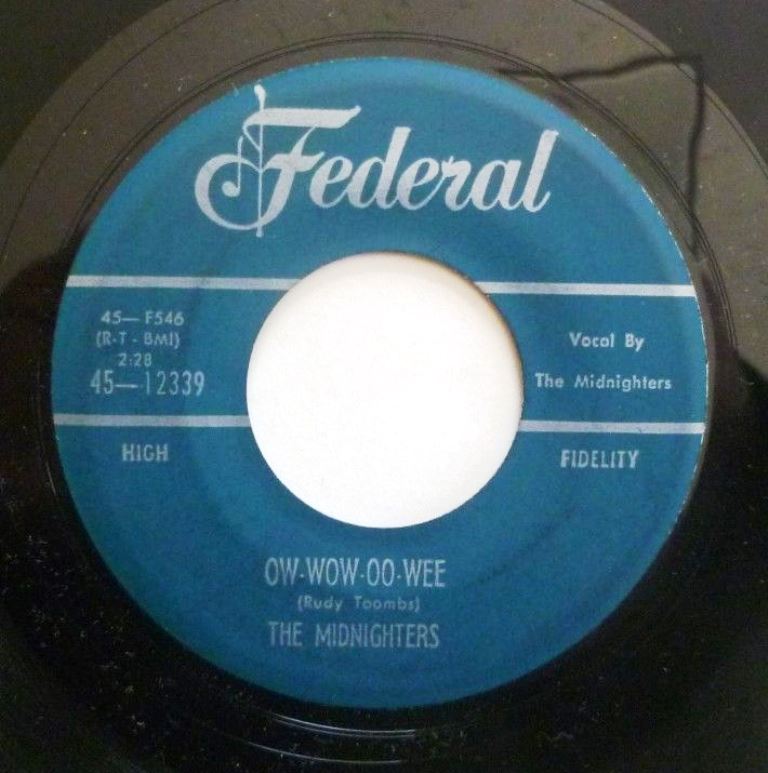 Federal
45— F546
(R-T - BMI)
2:28
45—12339
Vocal By
The Midnighters
HIGH
FIDELITY
OW-WOW-OO-WEE
(Rudy Toombs)
THE MIDNIGHTERS